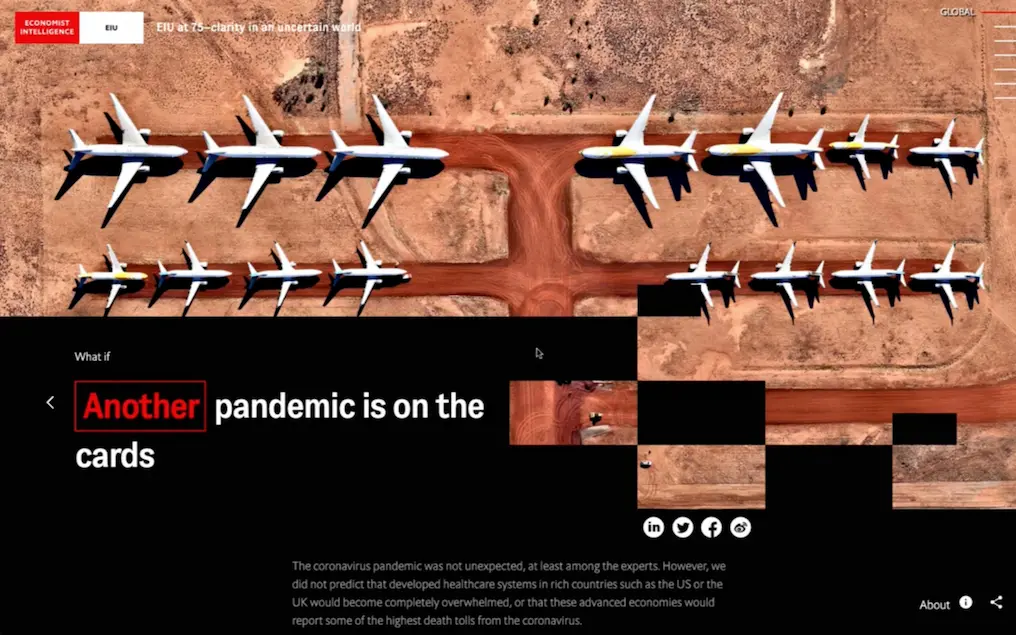 ECONOMIST
INTELLIGENCE
EIU
EIU at 75–clarity in an uncertain world
GLOBAL
What if
Another pandemic is on the
cards
The coronavirus pandemic was not unexpected, at least among the experts. However, we
did not predict that developed healthcare systems in rich countries such as the US or the
UK would become completely overwhelmed, or that these advanced economies would
report some of the highest death tolls from the coronavirus.
About